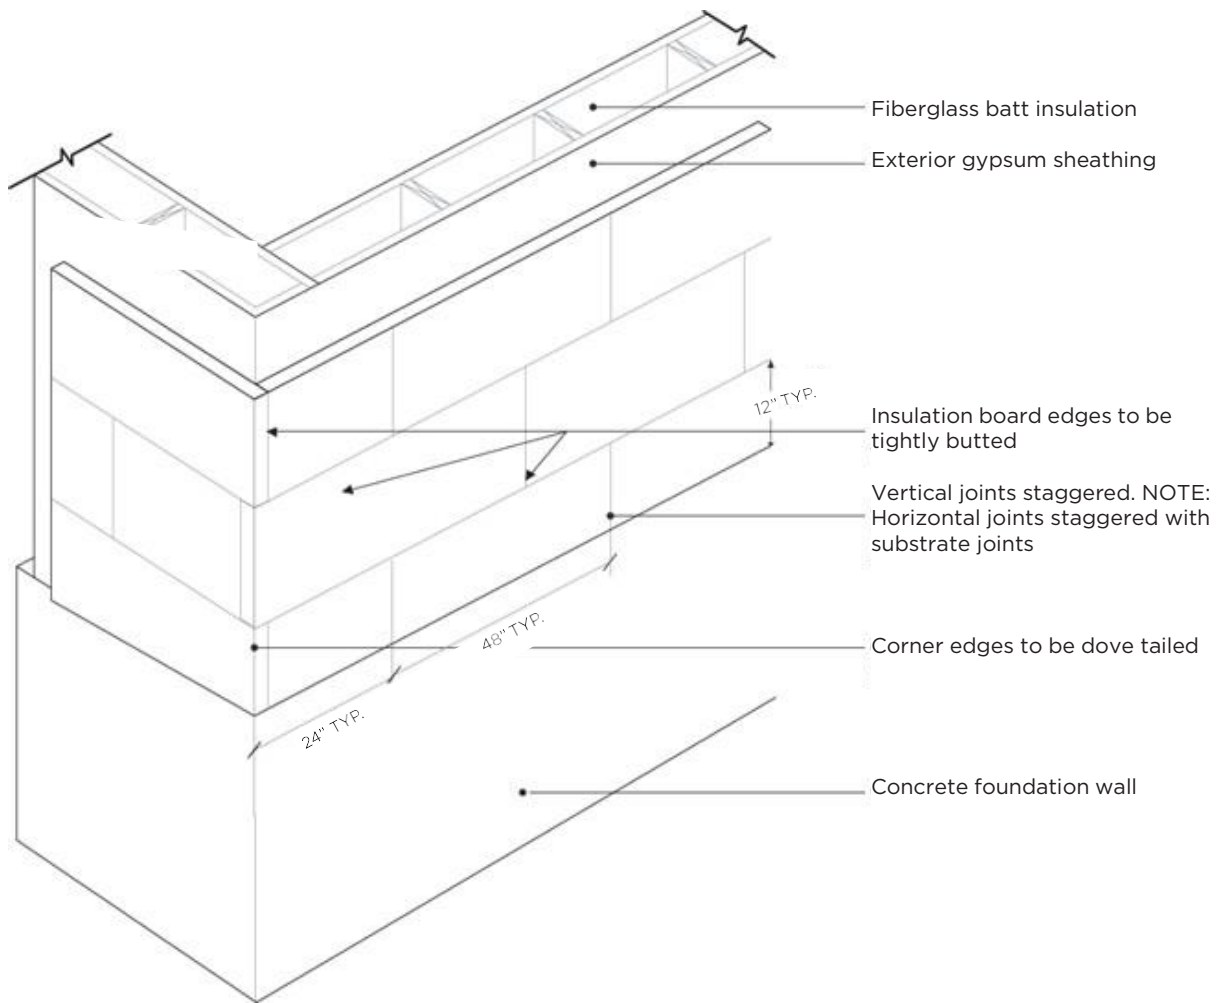 Fiberglass batt insulation
Exterior gypsum sheathing
12" TYP.
Insulation board edges to be
tightly butted
Vertical joints staggered. NOTE:
Horizontal joints staggered with
substrate joints
48" TYP.
Corner edges to be dove tailed
24" TYP.
Concrete foundation wall